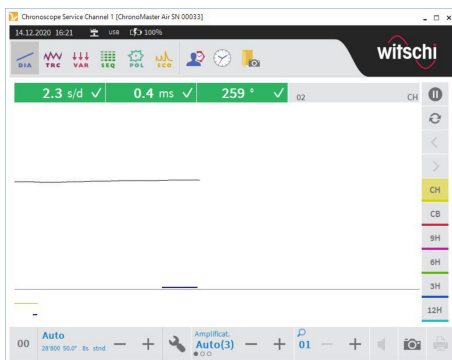 Chronoscope Service Channel 1 [ChronoMaster Air SN 00033]
14.12.2020 16:21 USB 100%
witschi
DIA TRC VAR SEQ POL SCO
2.3 s/d ✓ 0.4 ms ✓ 259 ° ✓ 02 CH
CH
CB
9H
6H
3H
12H
00 Auto − + Amplificat. Auto(3) − + 01 − +
28'800 50.0° 8s stnd